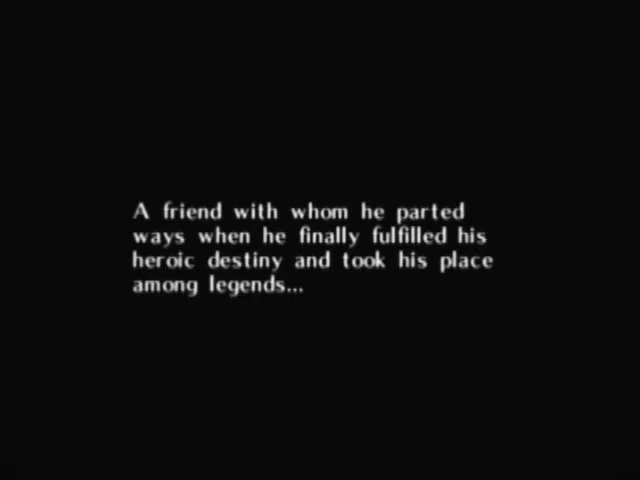 A friend with whom he parted
ways when he finally fulfilled his
heroic destiny and took his place
among legends...